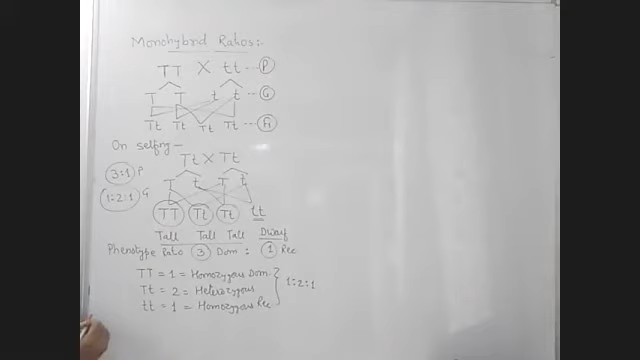 Monohybrid Ratios:-
TT X tt --- P
T T t t --- G
Tt Tt Tt Tt --- F1
On selfing -
Tt X Tt
3:1 P
T t T t
1:2:1 G
TT Tt Tt tt
Tall Tall Tall Dwarf
Phenotype Ratio 3 Dom : 1 Rec
TT = 1 = Homozygous Dom.
Tt = 2 = Heterozygous
1:2:1
tt = 1 = Homozygous Rec